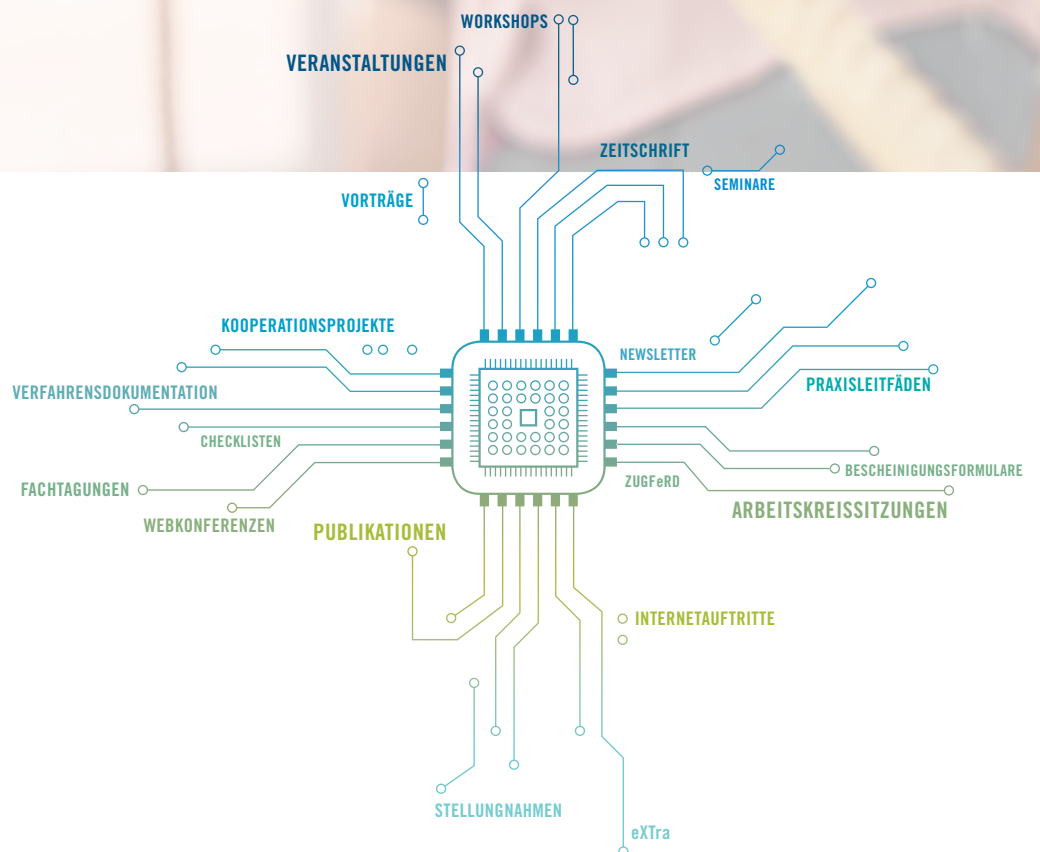 WORKSHOPS
VERANSTALTUNGEN
ZEITSCHRIFT
SEMINARE
VORTRÄGE
KOOPERATIONSPROJEKTE
NEWSLETTER
VERFAHRENSDOKUMENTATION
PRAXISLEITFÄDEN
CHECKLISTEN
BESCHEINIGUNGSFORMULARE
ZUGFeRD
FACHTAGUNGEN
ARBEITSKREISSITZUNGEN
WEBKONFERENZEN
PUBLIKATIONEN
INTERNETAUFTRITTE
STELLUNGNAHMEN
eXTra